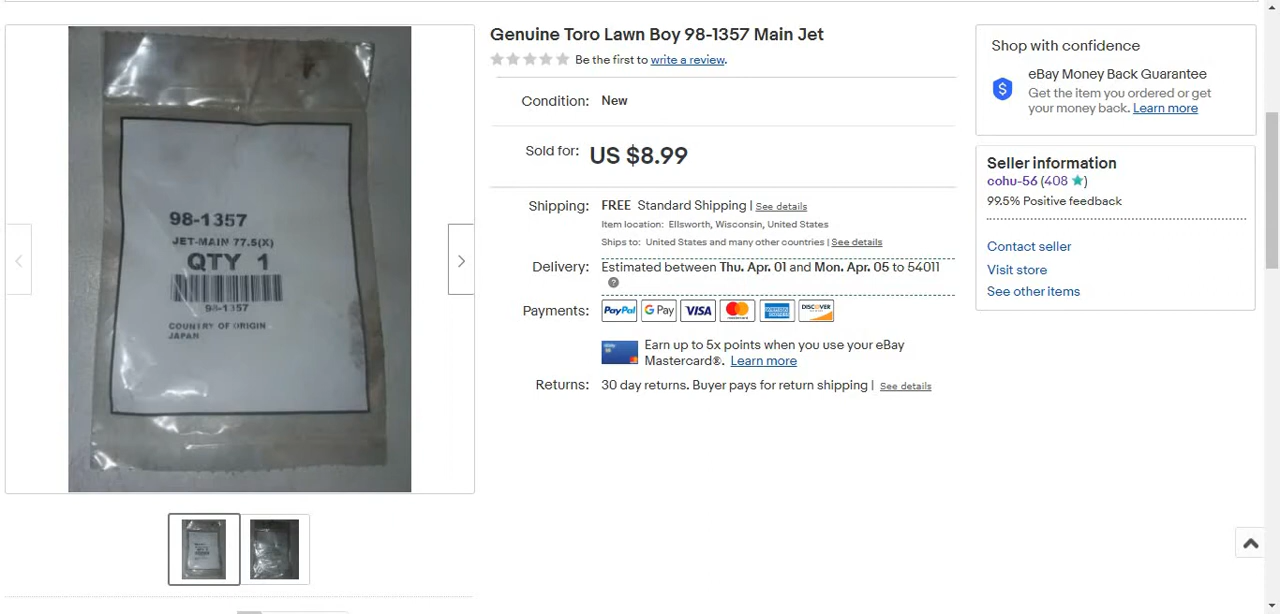 98-1357
JET-MAIN 77.5(X)
QTY 1
98-1357
COUNTRY OF ORIGIN
JAPAN
Genuine Toro Lawn Boy 98-1357 Main Jet
Be the first to write a review.
Condition: New
Sold for: US $8.99
Shipping: FREE Standard Shipping | See details
Item location: Ellsworth, Wisconsin, United States
Ships to: United States and many other countries | See details
Delivery: Estimated between Thu. Apr. 01 and Mon. Apr. 05 to 54011
?
Payments: PayPal G Pay VISA DISCOVER
Earn up to 5x points when you use your eBay
Mastercard®. Learn more
Returns: 30 day returns. Buyer pays for return shipping | See details
Shop with confidence
eBay Money Back Guarantee
$
Get the item you ordered or get
your money back. Learn more
Seller information
cohu-56 (408 ★)
99.5% Positive feedback
Contact seller
Visit store
See other items